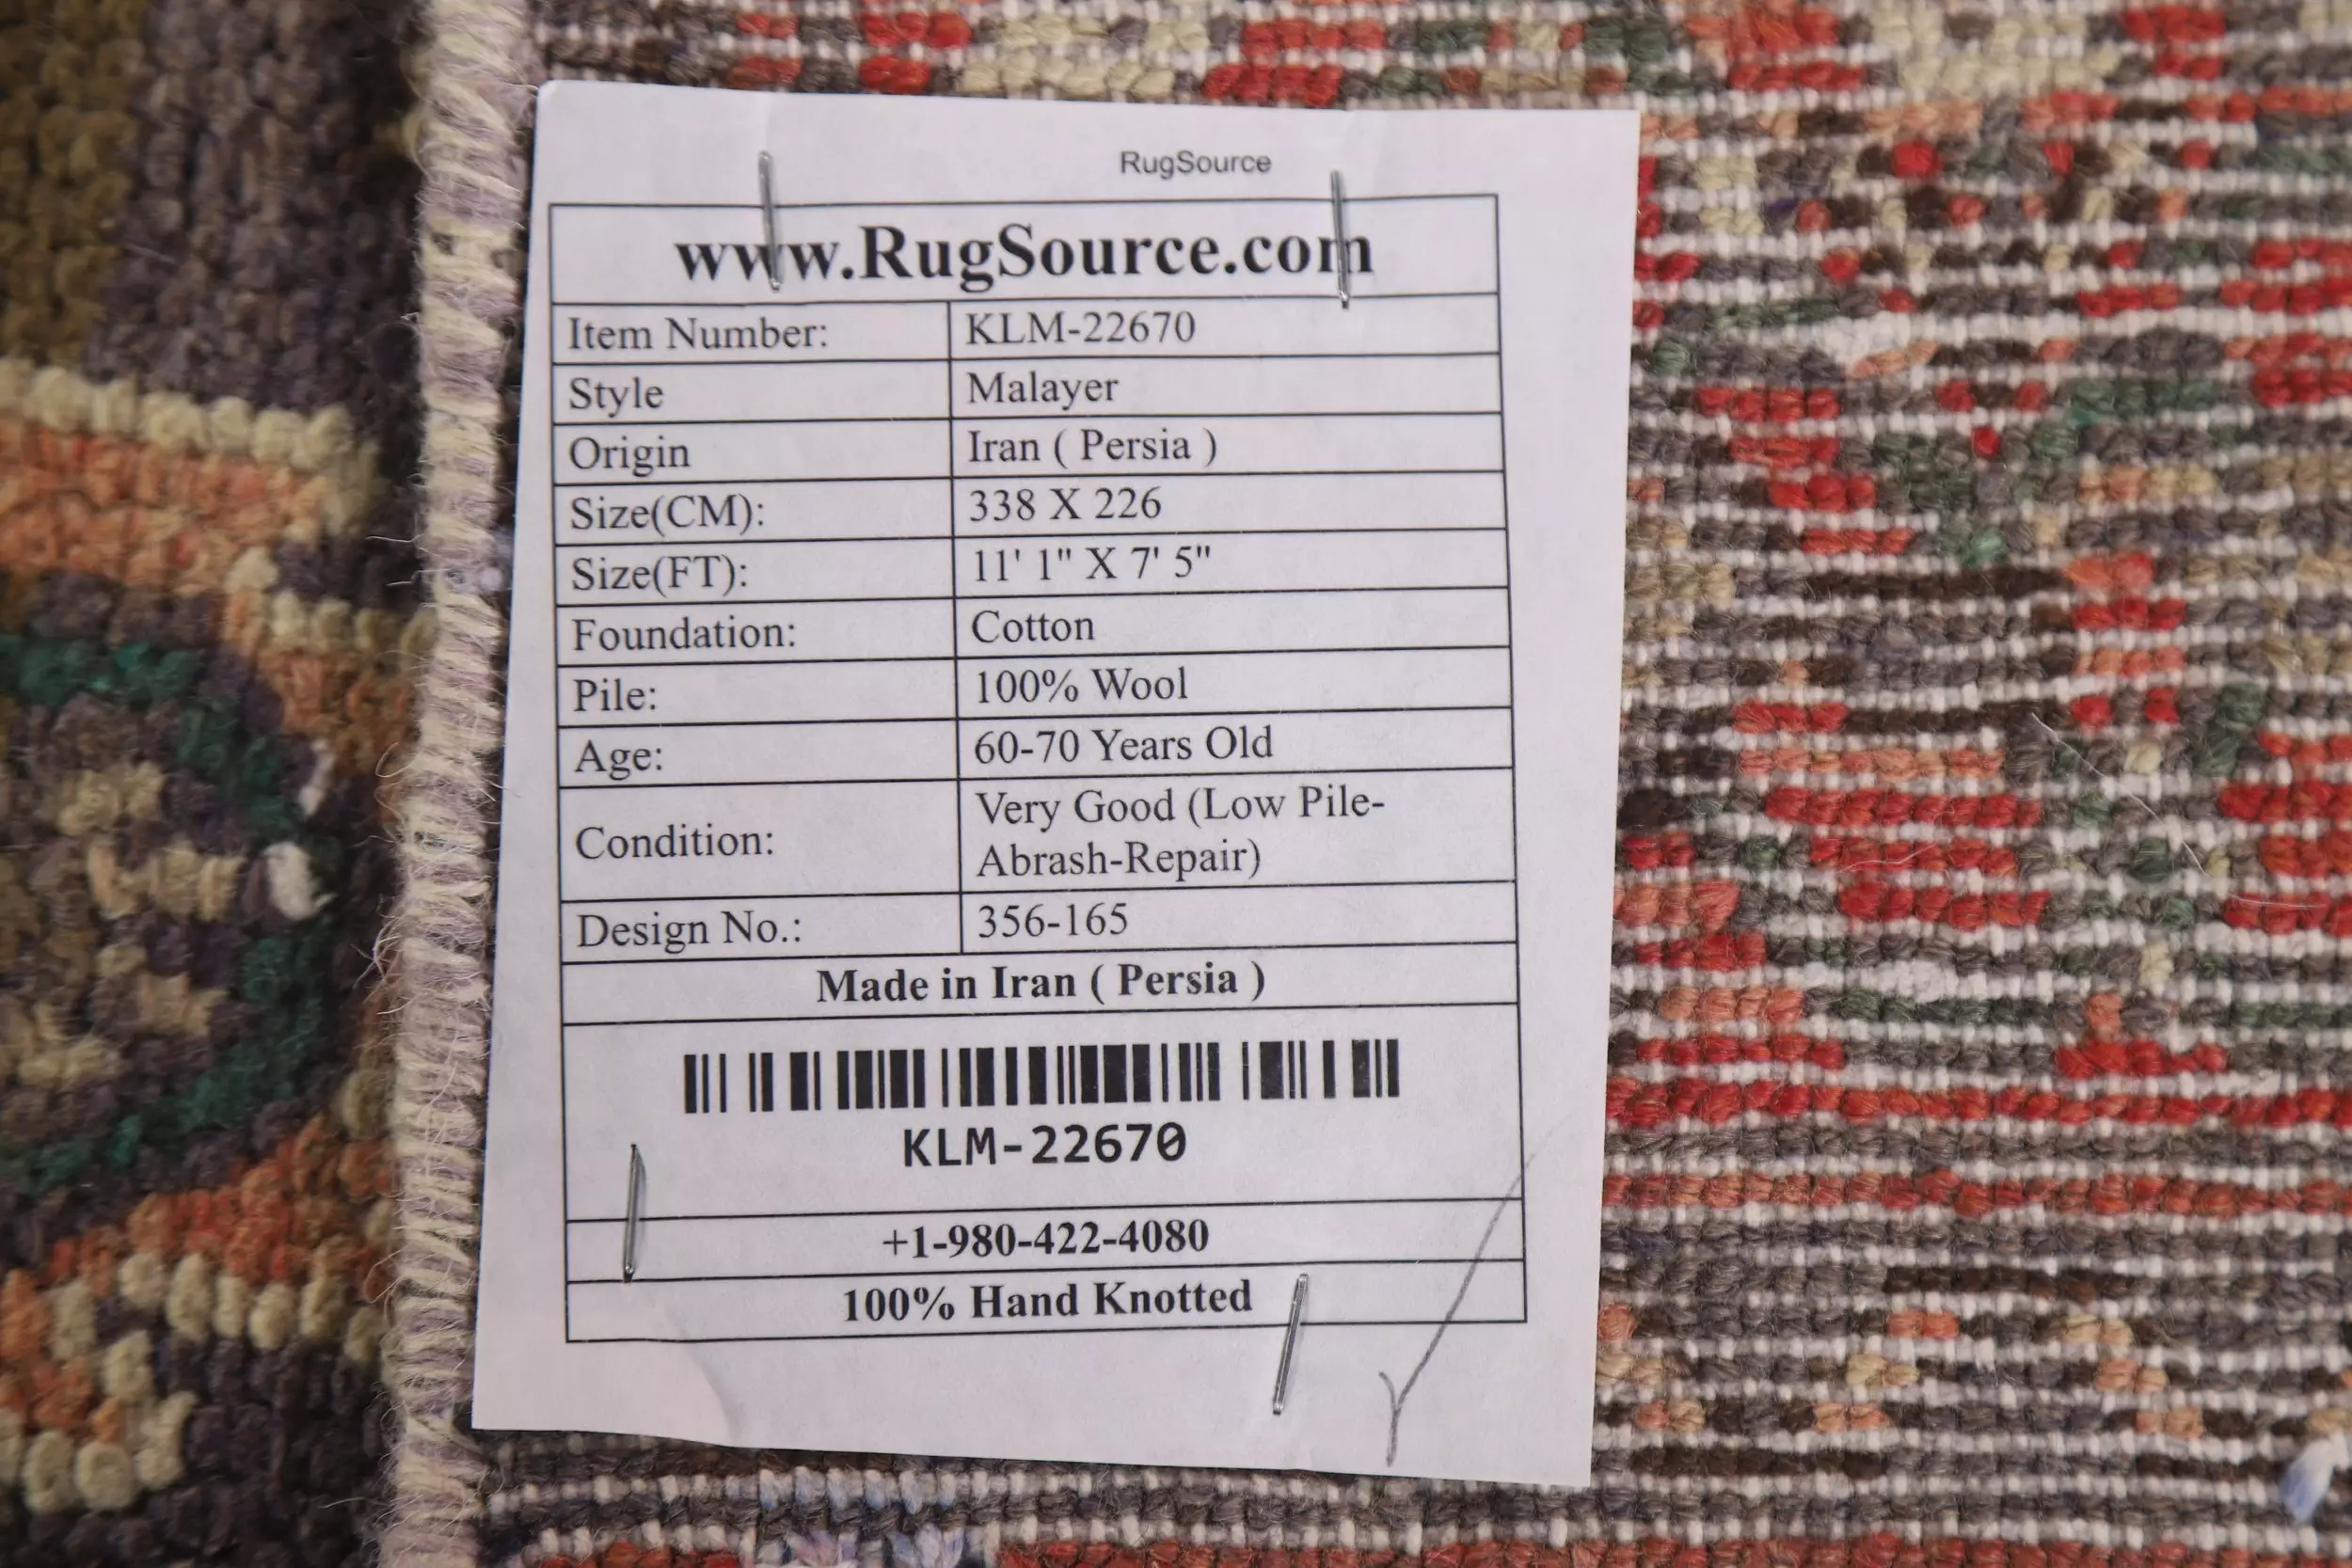 RugSource
www.RugSource.com
Item Number: KLM-22670
Style Malayer
Origin Iran ( Persia )
Size(CM): 338 X 226
Size(FT): 11' 1" X 7' 5"
Foundation: Cotton
Pile: 100% Wool
Age: 60-70 Years Old
Condition: Very Good (Low Pile-
Abrash-Repair)
Design No.: 356-165
Made in Iran ( Persia )
KLM-22670
+1-980-422-4080
100% Hand Knotted